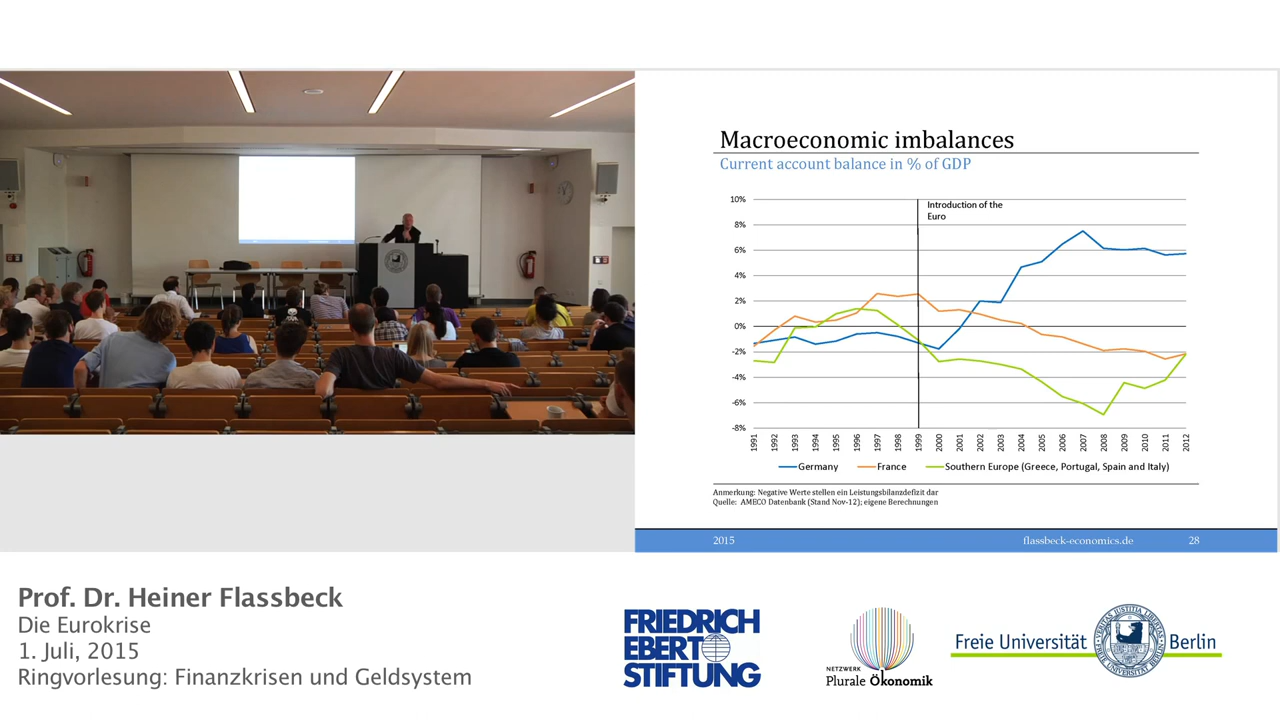 Macroeconomic imbalances
Current account balance in % of GDP
10%
8%
6%
4%
2%
0%
-2%
-4%
-6%
-8%
Introduction of the
Euro
1991 1992 1993 1994 1995 1996 1997 1998 1999 2000 2001 2002 2003 2004 2005 2006 2007 2008 2009 2010 2011 2012
Germany France Southern Europe (Greece, Portugal, Spain and Italy)
Anmerkung: Negative Werte stellen ein Leistungsbilanzdefizit dar
Quelle: AMECO Datenbank (Stand Nov-12); eigene Berechnungen
2015 flassbeck-economics.de 28
Prof. Dr. Heiner Flassbeck
Die Eurokrise
1. Juli, 2015
Ringvorlesung: Finanzkrisen und Geldsystem
FRIEDRICH
EBERT
STIFTUNG
NETZWERK
Plurale Ökonomik
Freie Universität Berlin